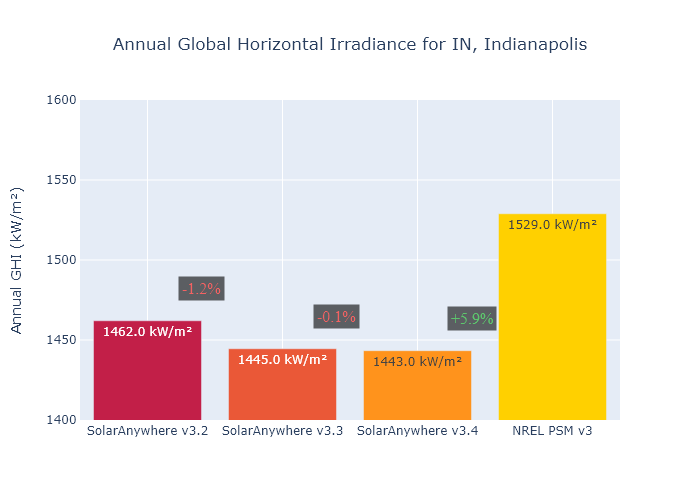 Annual Global Horizontal Irradiance for IN, Indianapolis
Annual GHI (kW/m²)
1600
1550
1500
1450
1400
-1.2%
-0.1%
+5.9%
1462.0 kW/m²
1445.0 kW/m²
1443.0 kW/m²
1529.0 kW/m²
SolarAnywhere v3.2
SolarAnywhere v3.3
SolarAnywhere v3.4
NREL PSM v3